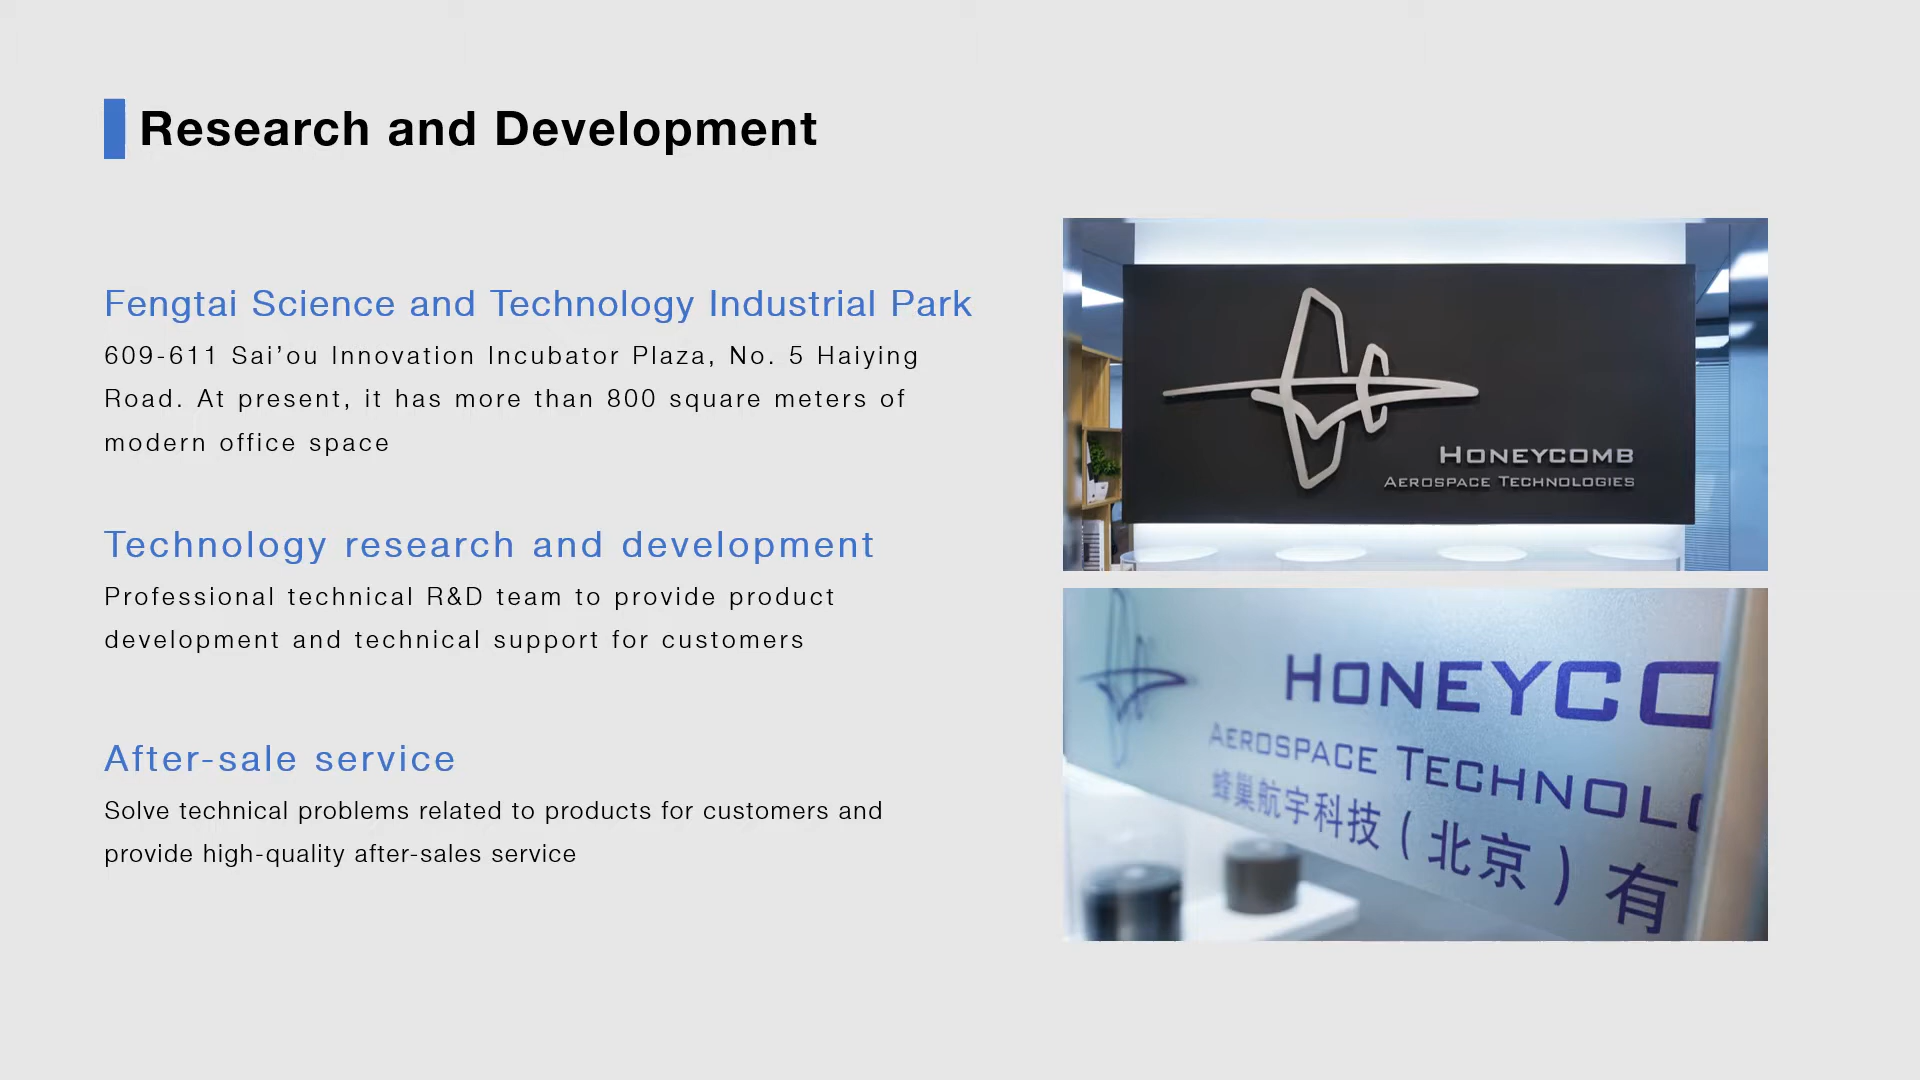 Research and Development
Fengtai Science and Technology Industrial Park
609-611 Sai’ou Innovation Incubator Plaza, No. 5 Haiying
Road. At present, it has more than 800 square meters of
modern office space
Technology research and development
Professional technical R&D team to provide product
development and technical support for customers
After-sale service
Solve technical problems related to products for customers and
provide high-quality after-sales service
HONEYCOMB
AEROSPACE TECHNOLOGIES
HONEYCO
AEROSPACE TECHNOLO
蜂巢航宇科技（北京）有